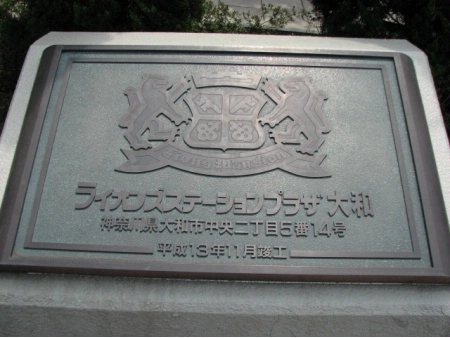 ライオンズステーションプラザ大和
神奈川県大和市中央二丁目5番14号
平成13年11月竣工